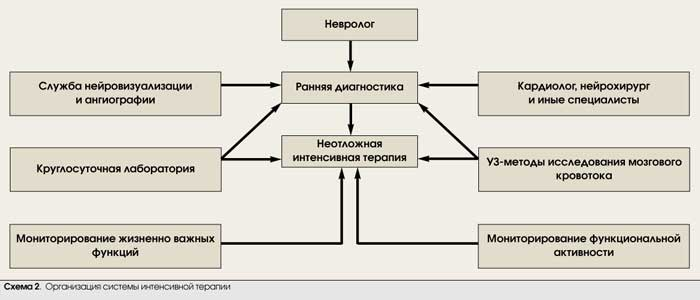 Невролог
Служба нейровизуализации
и ангиографии
Ранняя диагностика
Кардиолог, нейрохирург
и иные специалисты
Круглосуточная лаборатория
Неотложная
интенсивная терапия
УЗ-методы исследования мозгового
кровотока
Мониторирование жизненно важных
функций
Мониторирование функциональной
активности
Схема 2. Организация системы интенсивной терапии